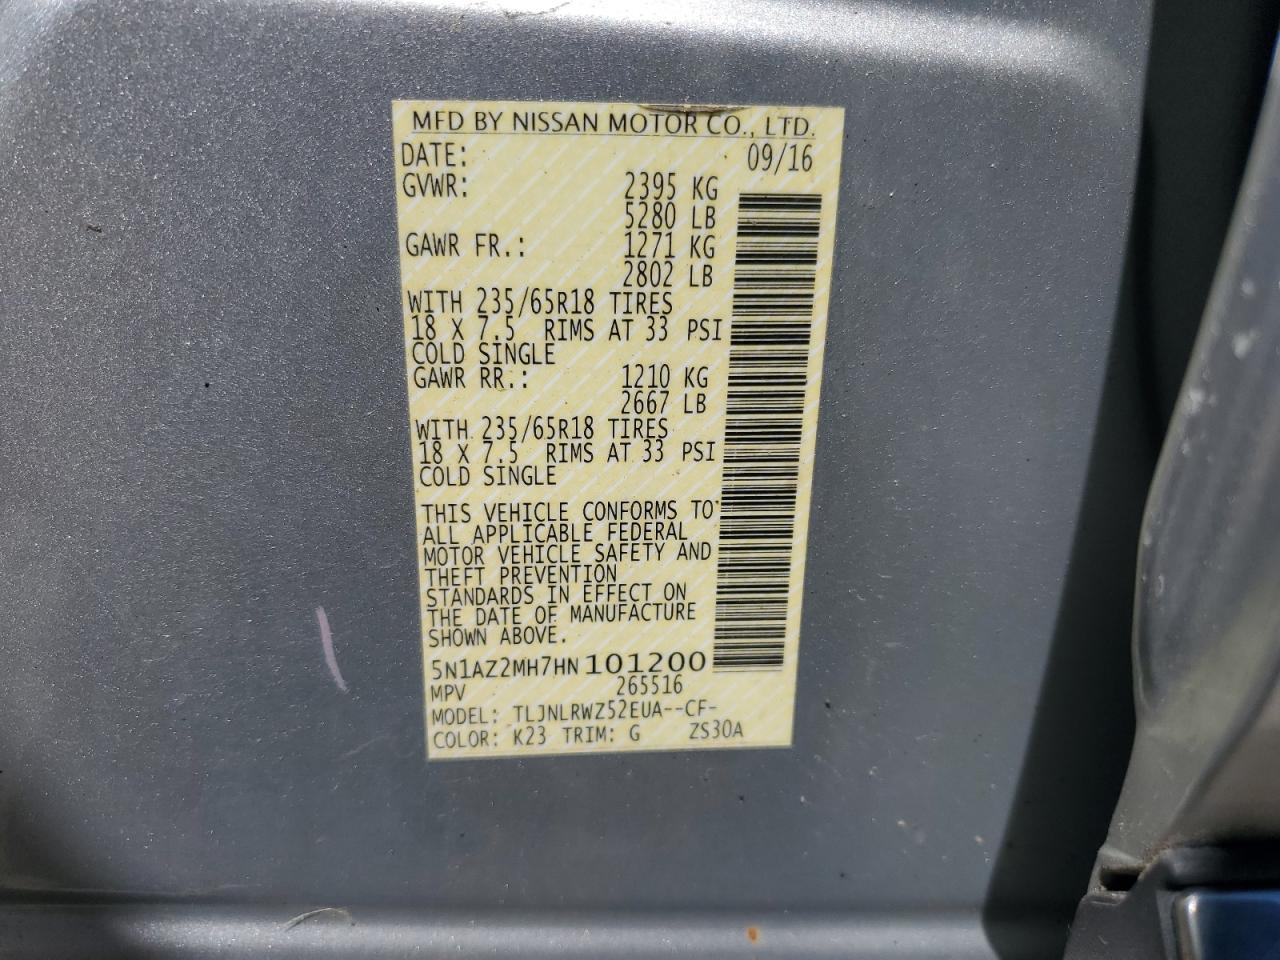 MFD BY NISSAN MOTOR CO., LTD.
DATE: 09/16
GVWR: 2395 KG
5280 LB
GAWR FR.: 1271 KG
2802 LB
WITH 235/65R18 TIRES
18 X 7.5 RIMS AT 33 PSI
COLD SINGLE
GAWR RR.: 1210 KG
2667 LB
WITH 235/65R18 TIRES
18 X 7.5 RIMS AT 33 PSI
COLD SINGLE
THIS VEHICLE CONFORMS TO
ALL APPLICABLE FEDERAL
MOTOR VEHICLE SAFETY AND
THEFT PREVENTION
STANDARDS IN EFFECT ON
THE DATE OF MANUFACTURE
SHOWN ABOVE.
5N1AZ2MH7HN101200
MPV 265516
MODEL: TLJNLRWZ52EUA--CF-
COLOR: K23 TRIM: G ZS30A